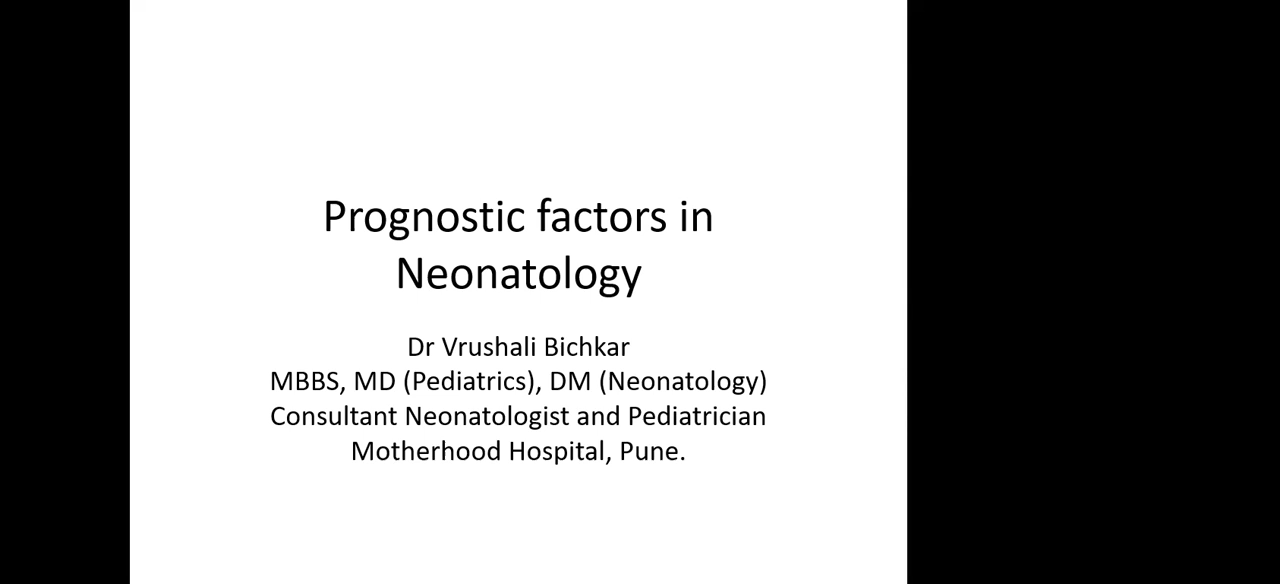 Prognostic factors in
Neonatology
Dr Vrushali Bichkar
MBBS, MD (Pediatrics), DM (Neonatology)
Consultant Neonatologist and Pediatrician
Motherhood Hospital, Pune.